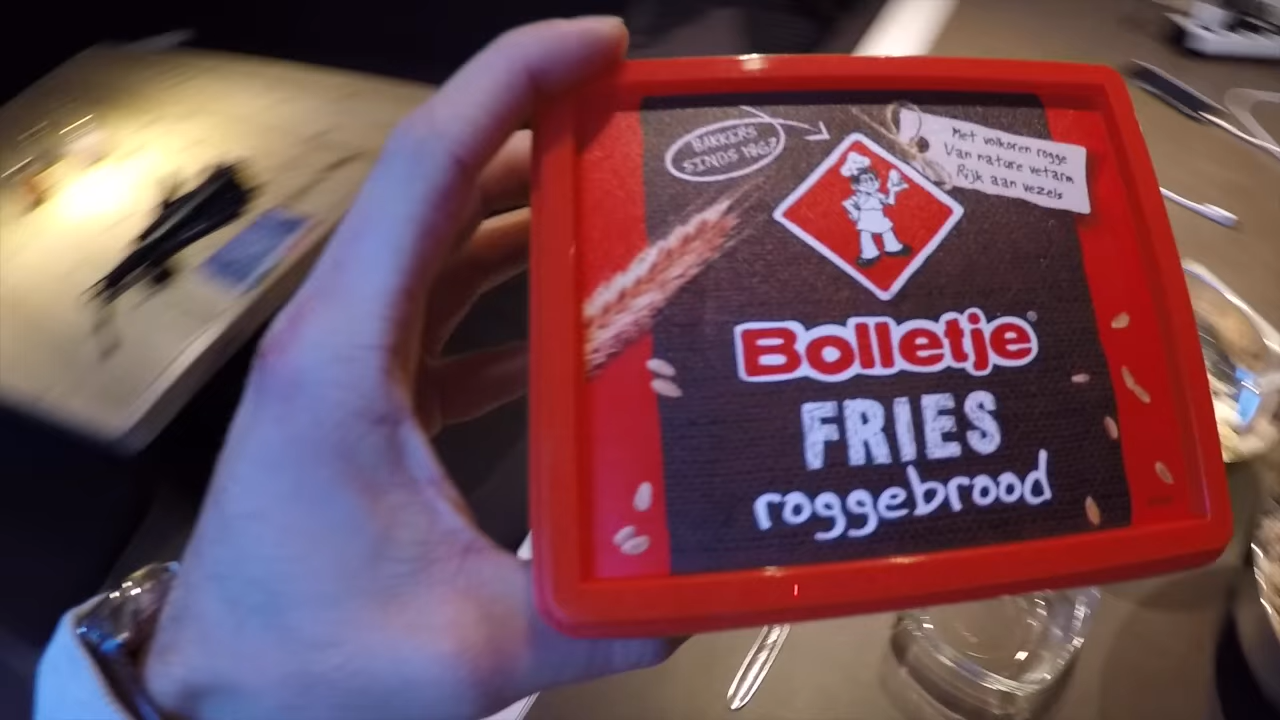 BAKKERS
SINDS 1867
Met volkoren rogge
Van nature vetarm
Rijk aan vezels
Bolletje
FRIES
roggebrood